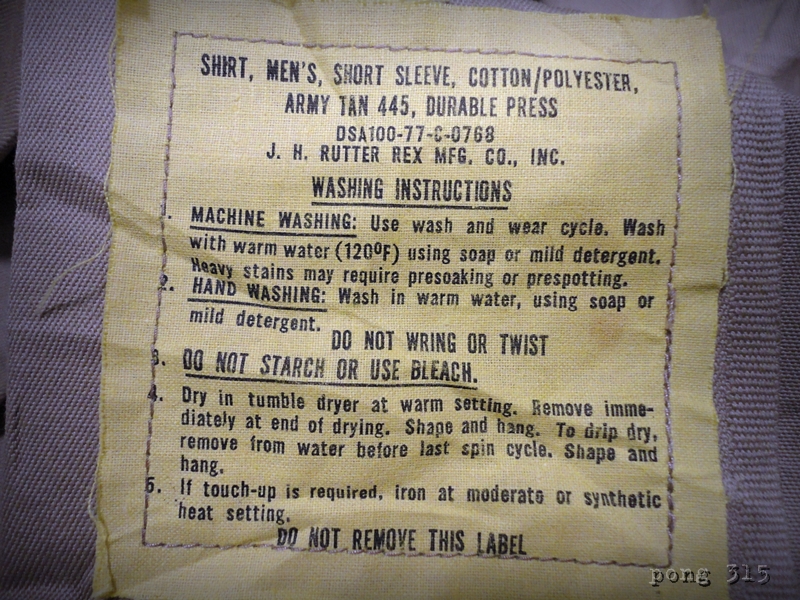 SHIRT, MEN'S, SHORT SLEEVE, COTTON/POLYESTER,
ARMY TAN 445, DURABLE PRESS
DSA100-77-C-0768
J. H. RUTTER REX MFG. CO., INC.
WASHING INSTRUCTIONS
1. MACHINE WASHING: Use wash and wear cycle. Wash
with warm water (120ºF) using soap or mild detergent.
Heavy stains may require presoaking or prespotting.
2. HAND WASHING: Wash in warm water, using soap or
mild detergent.
DO NOT WRING OR TWIST
3. DO NOT STARCH OR USE BLEACH.
4. Dry in tumble dryer at warm setting. Remove imme-
diately at end of drying. Shape and hang. To drip dry,
remove from water before last spin cycle. Shape and
hang.
5. If touch-up is required, iron at moderate or synthetic
heat setting.
DO NOT REMOVE THIS LABEL
pong 315